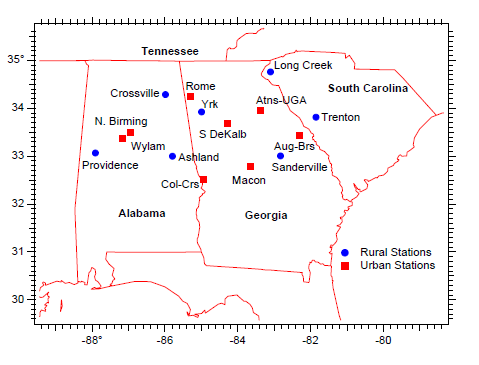 Tennessee
35°
Long Creek
Rome
South Carolina
Crossville
Atns-UGA
Yrk
34
Trenton
N. Birming
S DeKalb
Wylam
Aug-Brs
33
Ashland
Providence
Sanderville
Col-Crs
Macon
32
Alabama
Georgia
31
Rural Stations
Urban Stations
30
-88°
-86
-84
-82
-80